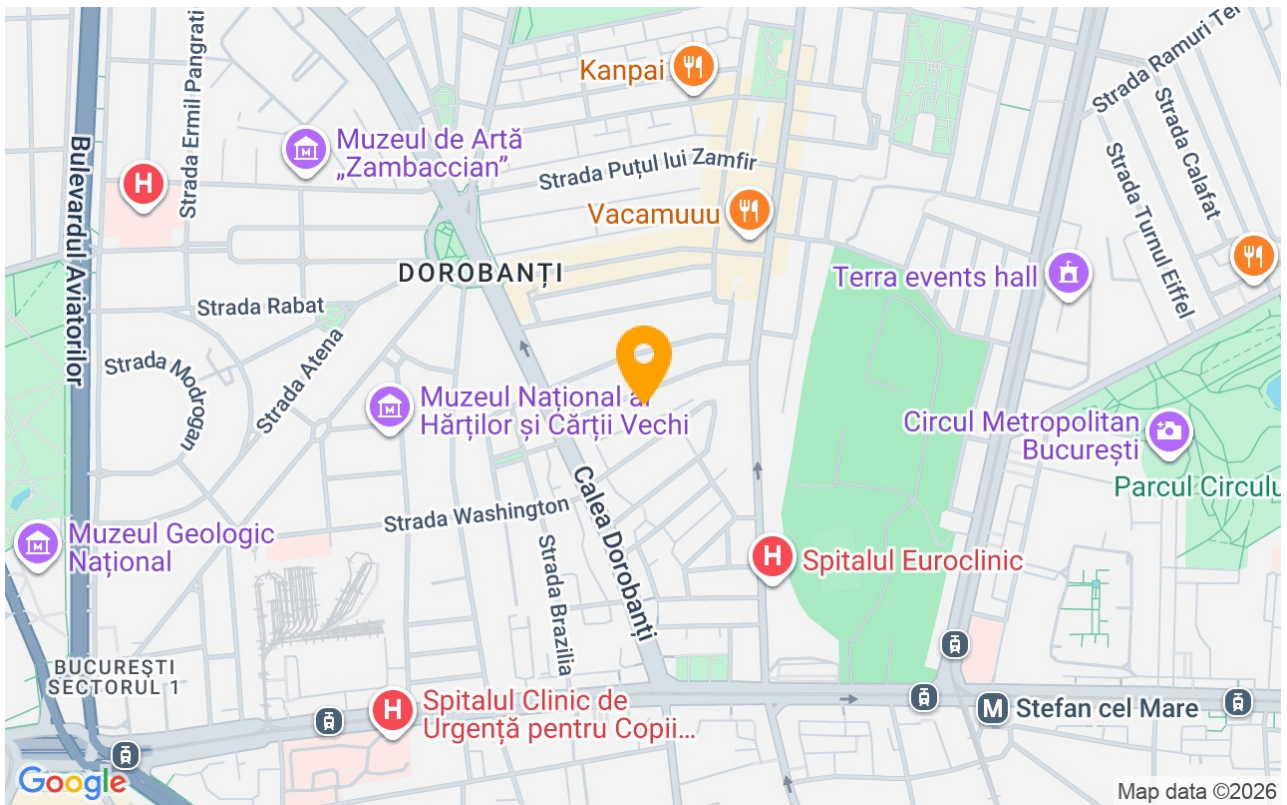 Strada Ermil Pangrati
Kanpai
Strada Ramuri Tei
Strada Calafat
Muzeul de Artă
„Zambaccian”
Bulevardul Aviatorilor
H
Strada Puțul lui Zamfir
Strada Turnul Eiffel
Vacamuuu
DOROBANȚI
Terra events hall
Strada Rabat
Strada Atena
Strada Modrogan
Muzeul Național al
Hărților și Cărții Vechi
Circul Metropolitan
București
Parcul Circulu
Strada Washington
Calea Dorobanți
Muzeul Geologic
Național
Strada Brazilia
H
Spitalul Euroclinic
BUCUREȘTI
SECTORUL 1
H
Spitalul Clinic de
Urgență pentru Copii...
M
Stefan cel Mare
Google
Map data ©2026